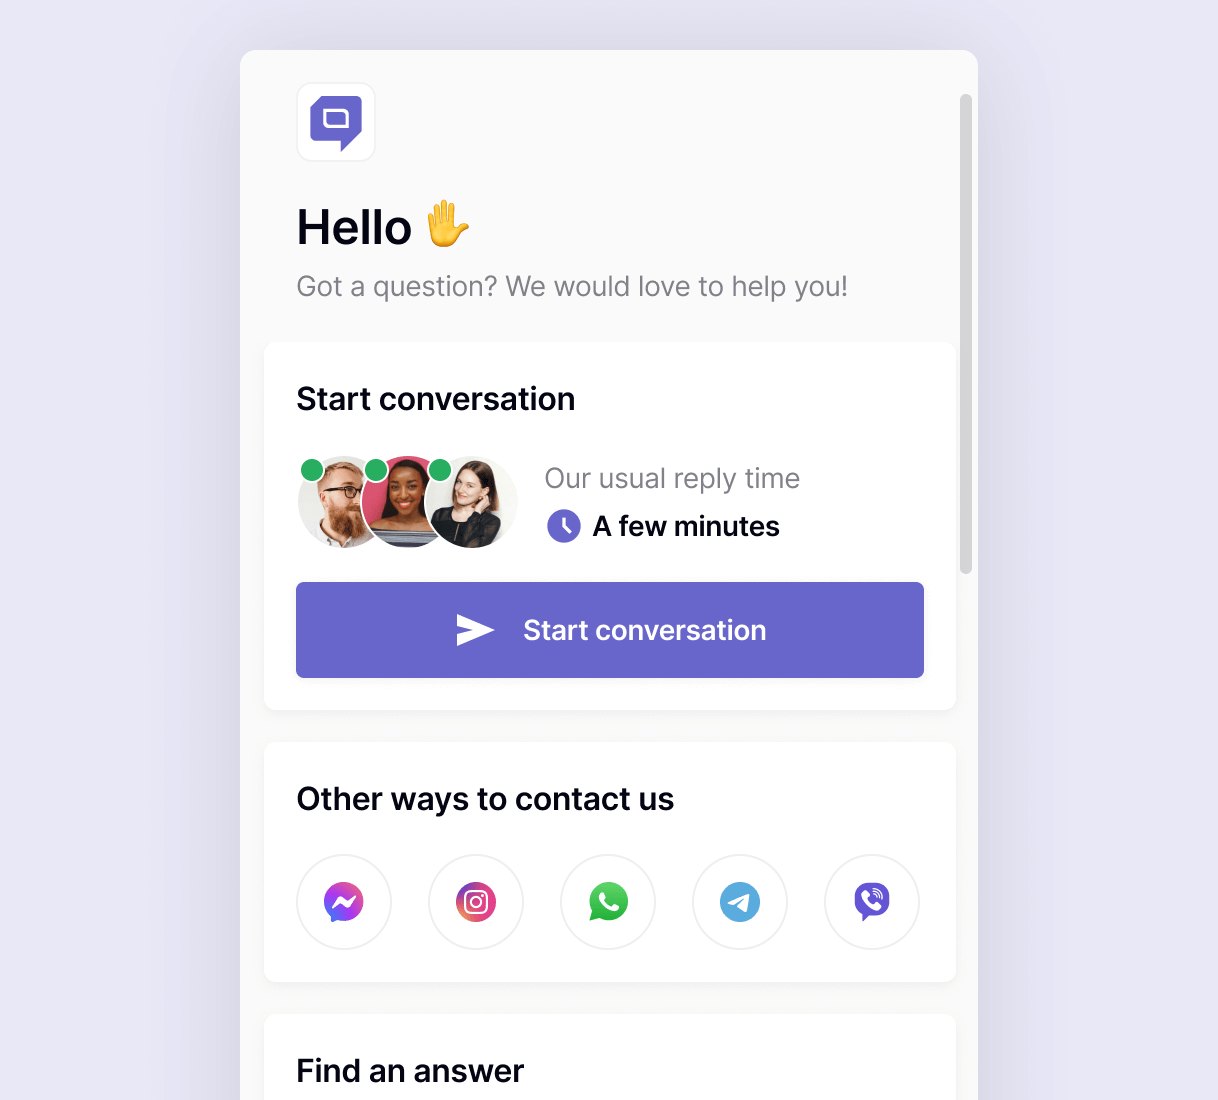 Hello ✋
Got a question? We would love to help you!
Start conversation
Our usual reply time
A few minutes
Start conversation
Other ways to contact us
Find an answer